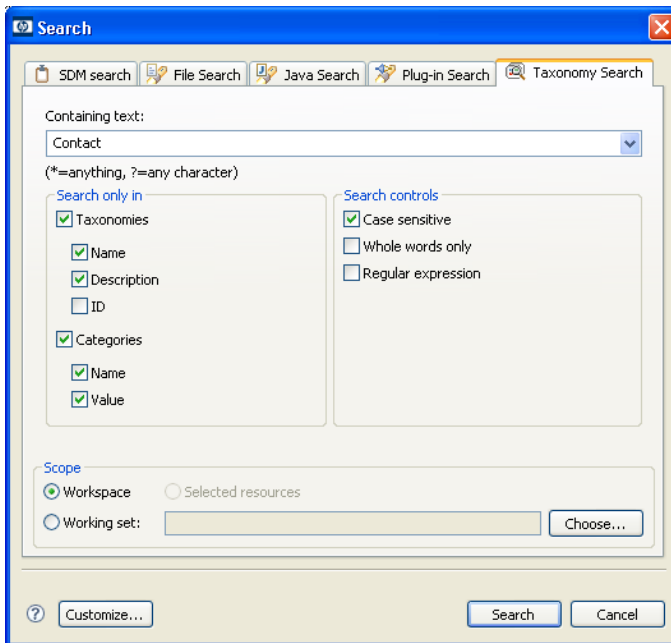 Search
SDM search File Search Java Search Plug-in Search Taxonomy Search
Containing text:
Contact
(*=anything, ?=any character)
Search only in
Taxonomies
Name
Description
ID
Categories
Name
Value
Search controls
Case sensitive
Whole words only
Regular expression
Scope
Workspace Selected resources
Working set: Choose...
? Customize... Search Cancel